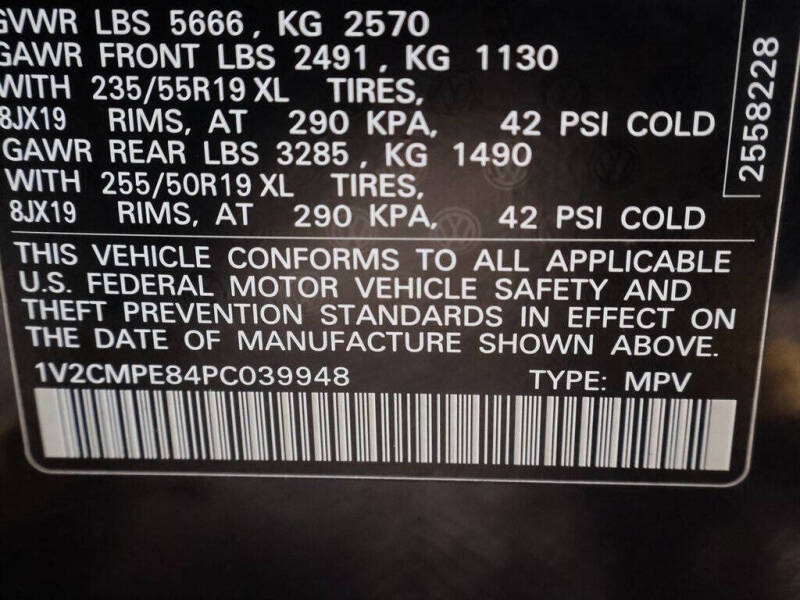 GVWR LBS 5666, KG 2570
GAWR FRONT LBS 2491, KG 1130
WITH 235/55R19 XL TIRES,
8JX19 RIMS, AT 290 KPA, 42 PSI COLD
GAWR REAR LBS 3285, KG 1490
WITH 255/50R19 XL TIRES,
8JX19 RIMS, AT 290 KPA, 42 PSI COLD
2558228
THIS VEHICLE CONFORMS TO ALL APPLICABLE
U.S. FEDERAL MOTOR VEHICLE SAFETY AND
THEFT PREVENTION STANDARDS IN EFFECT ON
THE DATE OF MANUFACTURE SHOWN ABOVE.
1V2CMPE84PC039948 TYPE: MPV